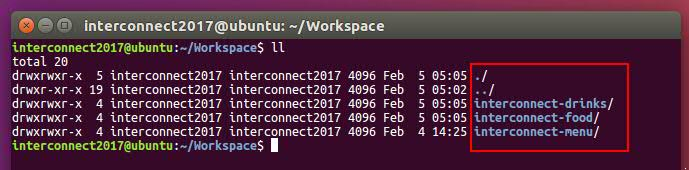 interconnect2017@ubuntu: ~/Workspace
interconnect2017@ubuntu:~/Workspace$ ll
total 20
drwxrwxr-x  5 interconnect2017 interconnect2017 4096 Feb  5 05:05 ./
drwxr-xr-x 19 interconnect2017 interconnect2017 4096 Feb  5 05:02 ../
drwxrwxr-x  4 interconnect2017 interconnect2017 4096 Feb  5 05:05 interconnect-drinks/
drwxrwxr-x  4 interconnect2017 interconnect2017 4096 Feb  5 05:05 interconnect-food/
drwxrwxr-x  4 interconnect2017 interconnect2017 4096 Feb  4 14:25 interconnect-menu/
interconnect2017@ubuntu:~/Workspace$